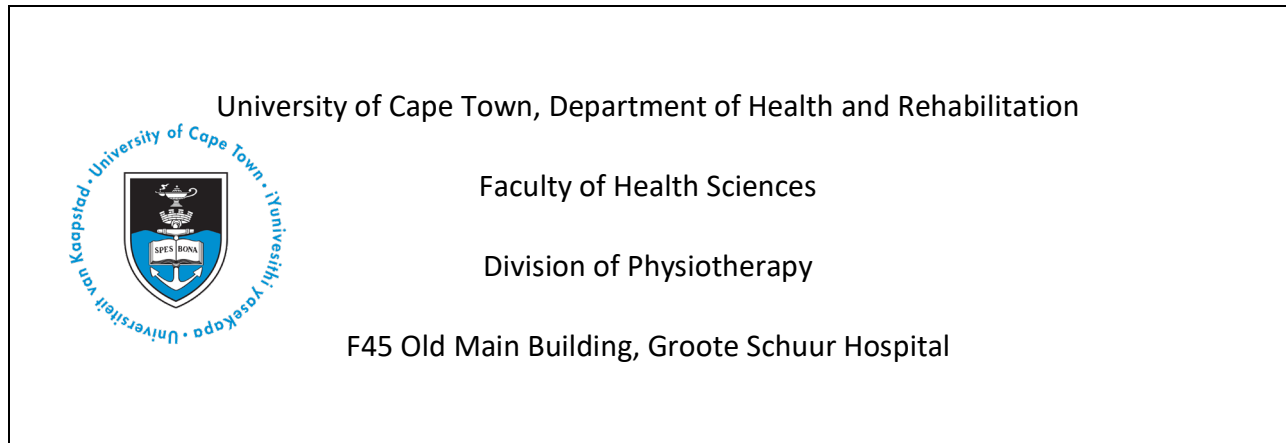 University of Cape Town, Department of Health and Rehabilitation
Faculty of Health Sciences
Division of Physiotherapy
F45 Old Main Building, Groote Schuur Hospital
University of Cape Town · iYunivesithi yaseKapa · Universiteit van Kaapstad ·
SPES BONA